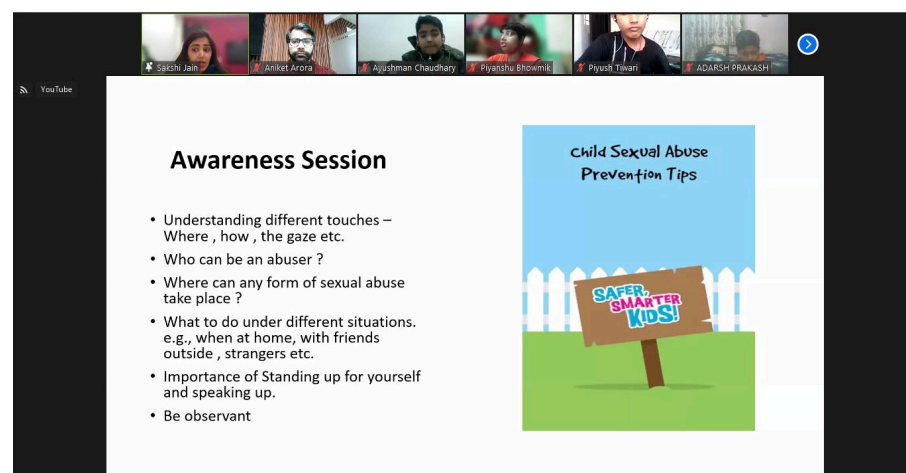 Sakshi Jain
Aniket Arora
Ayushman Chaudhary
Piyanshu Bhowmik
Piyush Tiwari
ADARSH PRAKASH
YouTube
Awareness Session
• Understanding different touches –
Where , how , the gaze etc.
• Who can be an abuser ?
• Where can any form of sexual abuse
take place ?
• What to do under different situations.
e.g., when at home, with friends
outside , strangers etc.
• Importance of Standing up for yourself
and speaking up.
• Be observant
Child Sexual Abuse
Prevention Tips
SAFER,
SMARTER
KIDS!